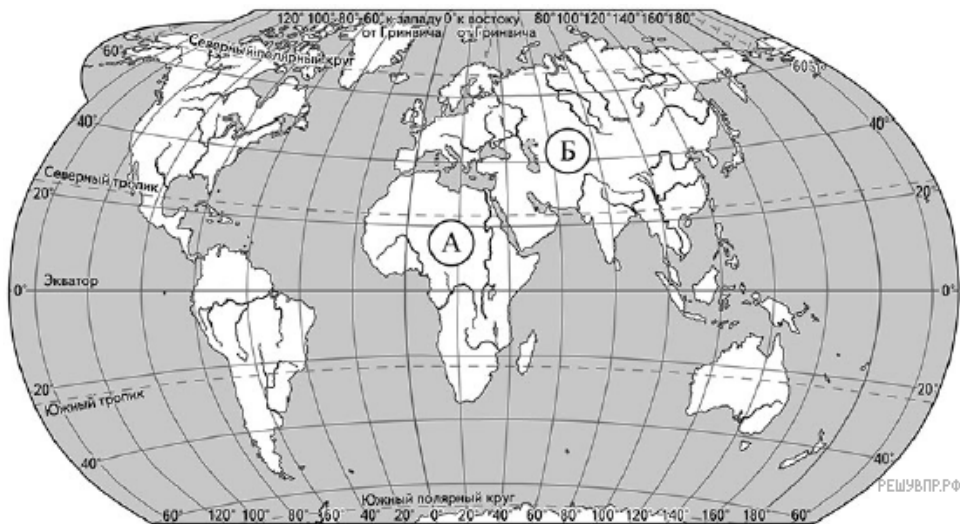 120° 100° 80° 60° к западу 0° к востоку 80° 100° 120° 140° 160° 180°
от Гринвича от Гринвича
60° Северный полярный круг 60°
40° 40°
Б
Северный тропик
20° 20°
А
Экватор
0° 0°
20° 20°
Южный тропик
40° 40°
РЕШУВПР.РФ
Южный полярный круг
60° 120° 100° 80° 60° 40° 20° 0° 20° 40° 60° 80° 100° 120° 140° 160° 60°